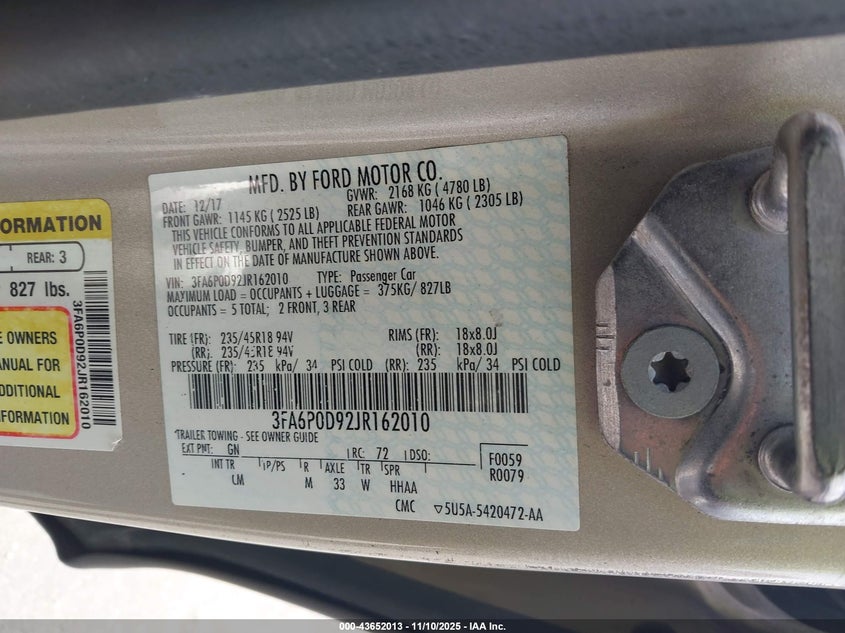 MFD. BY FORD MOTOR CO.
DATE: 12/17 GVWR: 2168 KG ( 4780 LB)
FRONT GAWR: 1145 KG ( 2525 LB) REAR GAWR: 1046 KG ( 2305 LB)
THIS VEHICLE CONFORMS TO ALL APPLICABLE FEDERAL MOTOR
VEHICLE SAFETY, BUMPER, AND THEFT PREVENTION STANDARDS
IN EFFECT ON THE DATE OF MANUFACTURE SHOWN ABOVE.
VIN: 3FA6P0D92JR162010 TYPE: Passenger Car
MAXIMUM LOAD = OCCUPANTS + LUGGAGE = 375KG/ 827LB
OCCUPANTS = 5 TOTAL; 2 FRONT, 3 REAR
TIRE (FR): 235/45R18 94V RIMS (FR): 18x8.0J
(RR): 235/45R18 94V (RR): 18x8.0J
PRESSURE (FR): 235 kPa/ 34 PSI COLD (RR): 235 kPa/ 34 PSI COLD
3FA6P0D92JR162010
TRAILER TOWING - SEE OWNER GUIDE
EXT PNT: GN RC: 72 DSO: F0059
INT TR IP/PS R AXLE TR SPR R0079
CM M 33 W HHAA
CMC ▽5U5A-5420472-AA
ORMATION
REAR: 3
827 lbs.
E OWNERS
ANUAL FOR
ADDITIONAL
INFORMATION
3FA6P0D92JR162010
000-43652013 - 11/10/2025 - IAA Inc.